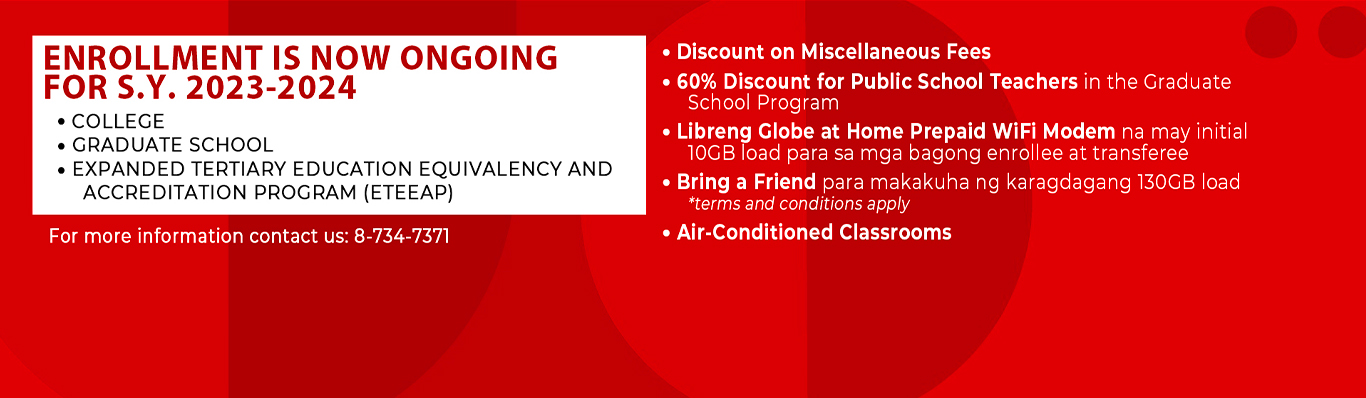 ENROLLMENT IS NOW ONGOING
FOR S.Y. 2023-2024
• COLLEGE
• GRADUATE SCHOOL
• EXPANDED TERTIARY EDUCATION EQUIVALENCY AND
ACCREDITATION PROGRAM (ETEEAP)
For more information contact us: 8-734-7371
• Discount on Miscellaneous Fees
• 60% Discount for Public School Teachers in the Graduate
School Program
• Libreng Globe at Home Prepaid WiFi Modem na may initial
10GB load para sa mga bagong enrollee at transferee
• Bring a Friend para makakuha ng karagdagang 130GB load
*terms and conditions apply
• Air-Conditioned Classrooms